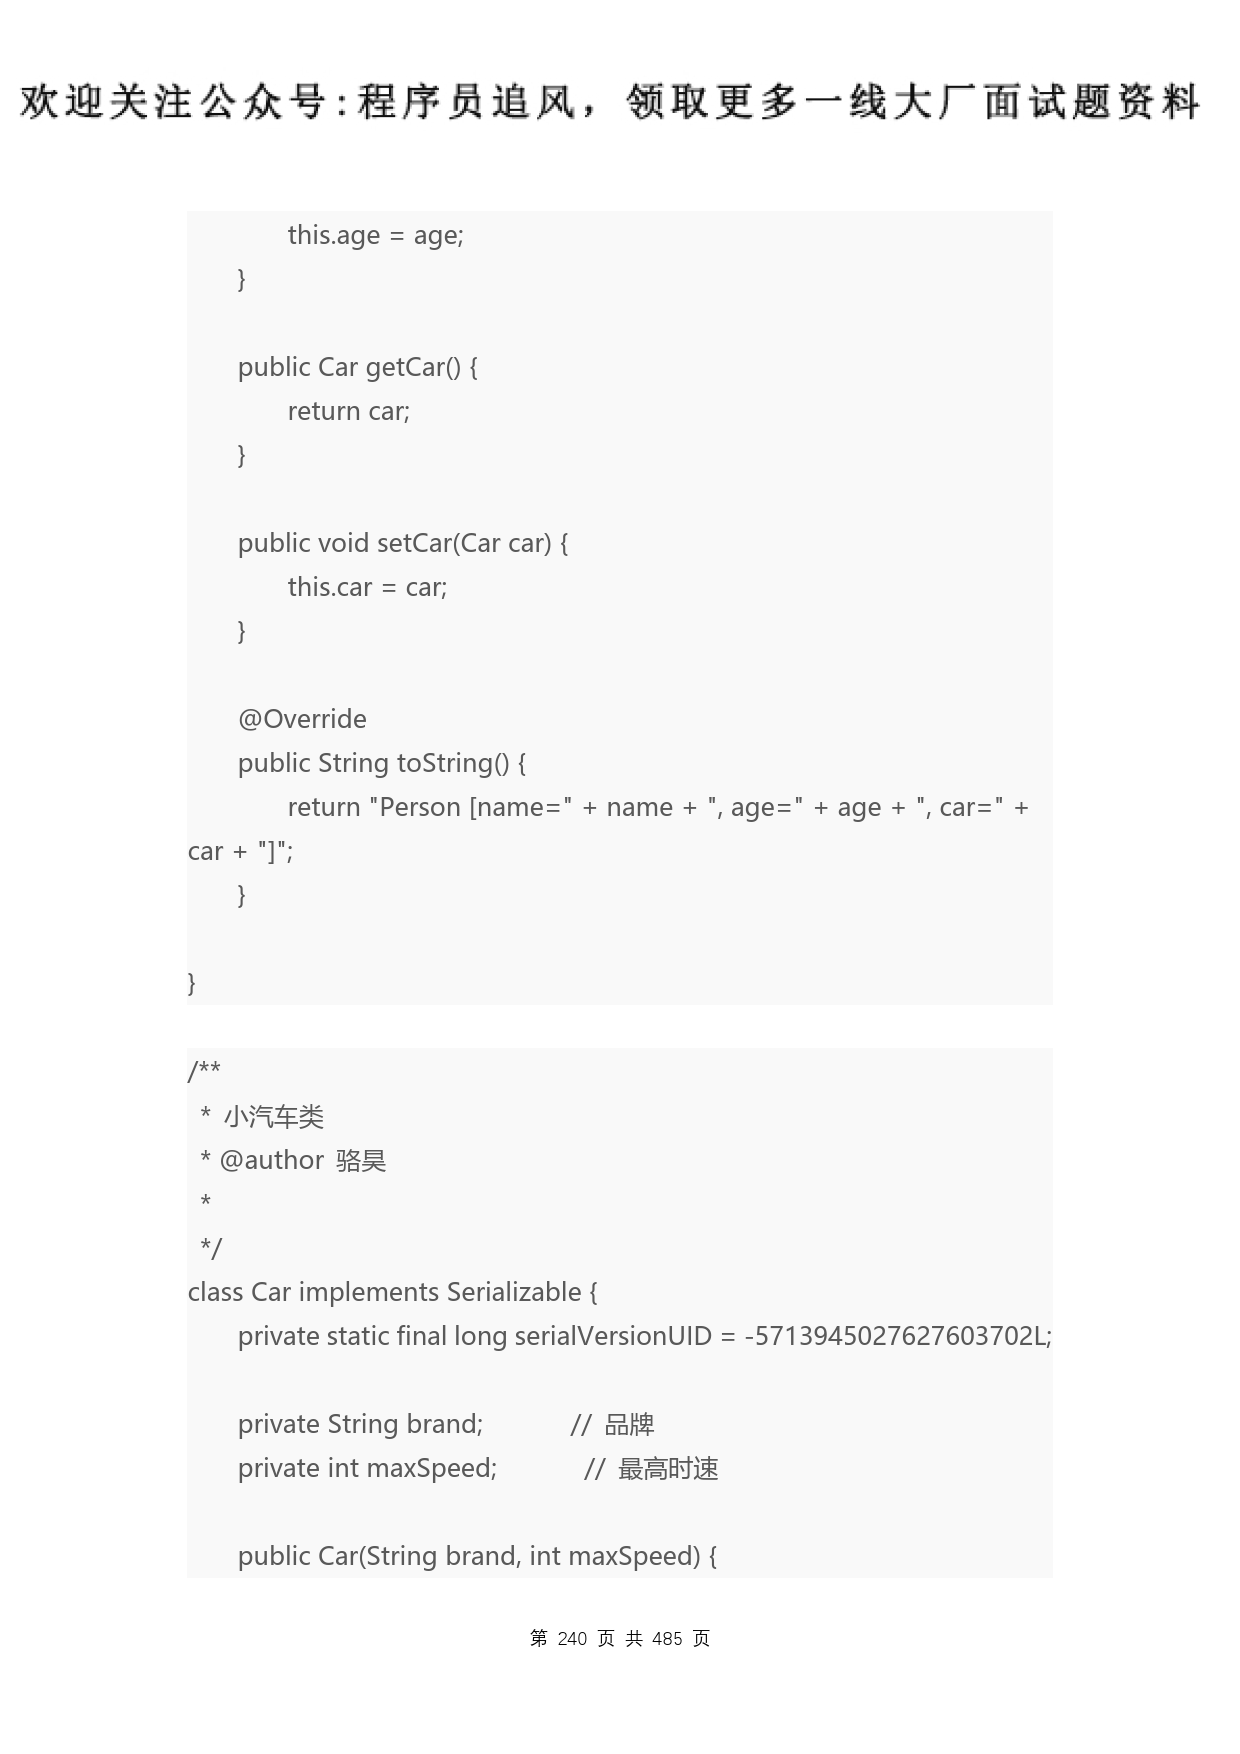 欢迎关注公众号:程序员追风，领取更多一线大厂面试题资料
this.age = age;
}
public Car getCar() {
return car;
}
public void setCar(Car car) {
this.car = car;
}
@Override
public String toString() {
return "Person [name=" + name + ", age=" + age + ", car=" +
car + "]";
}
}
/**
* 小汽车类
* @author 骆昊
*
*/
class Car implements Serializable {
private static final long serialVersionUID = -5713945027627603702L;
private String brand; // 品牌
private int maxSpeed; // 最高时速
public Car(String brand, int maxSpeed) {
第 240 页 共 485 页